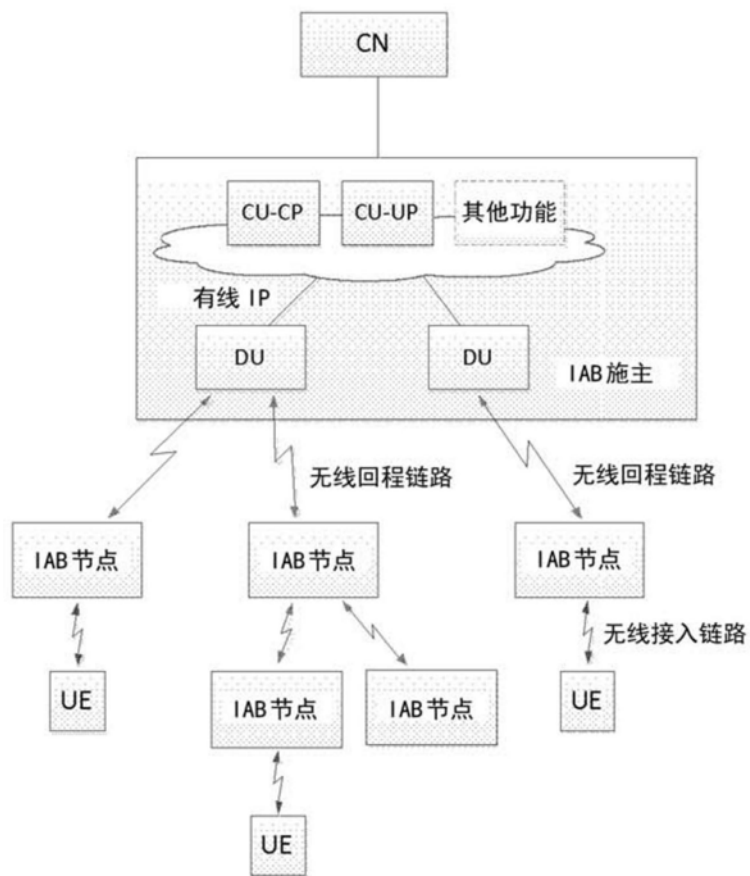 CN
CU-CP
CU-UP
其他功能
有线 IP
DU
DU
IAB施主
无线回程链路
无线回程链路
IAB节点
IAB节点
IAB节点
无线接入链路
UE
IAB节点
IAB节点
UE
UE